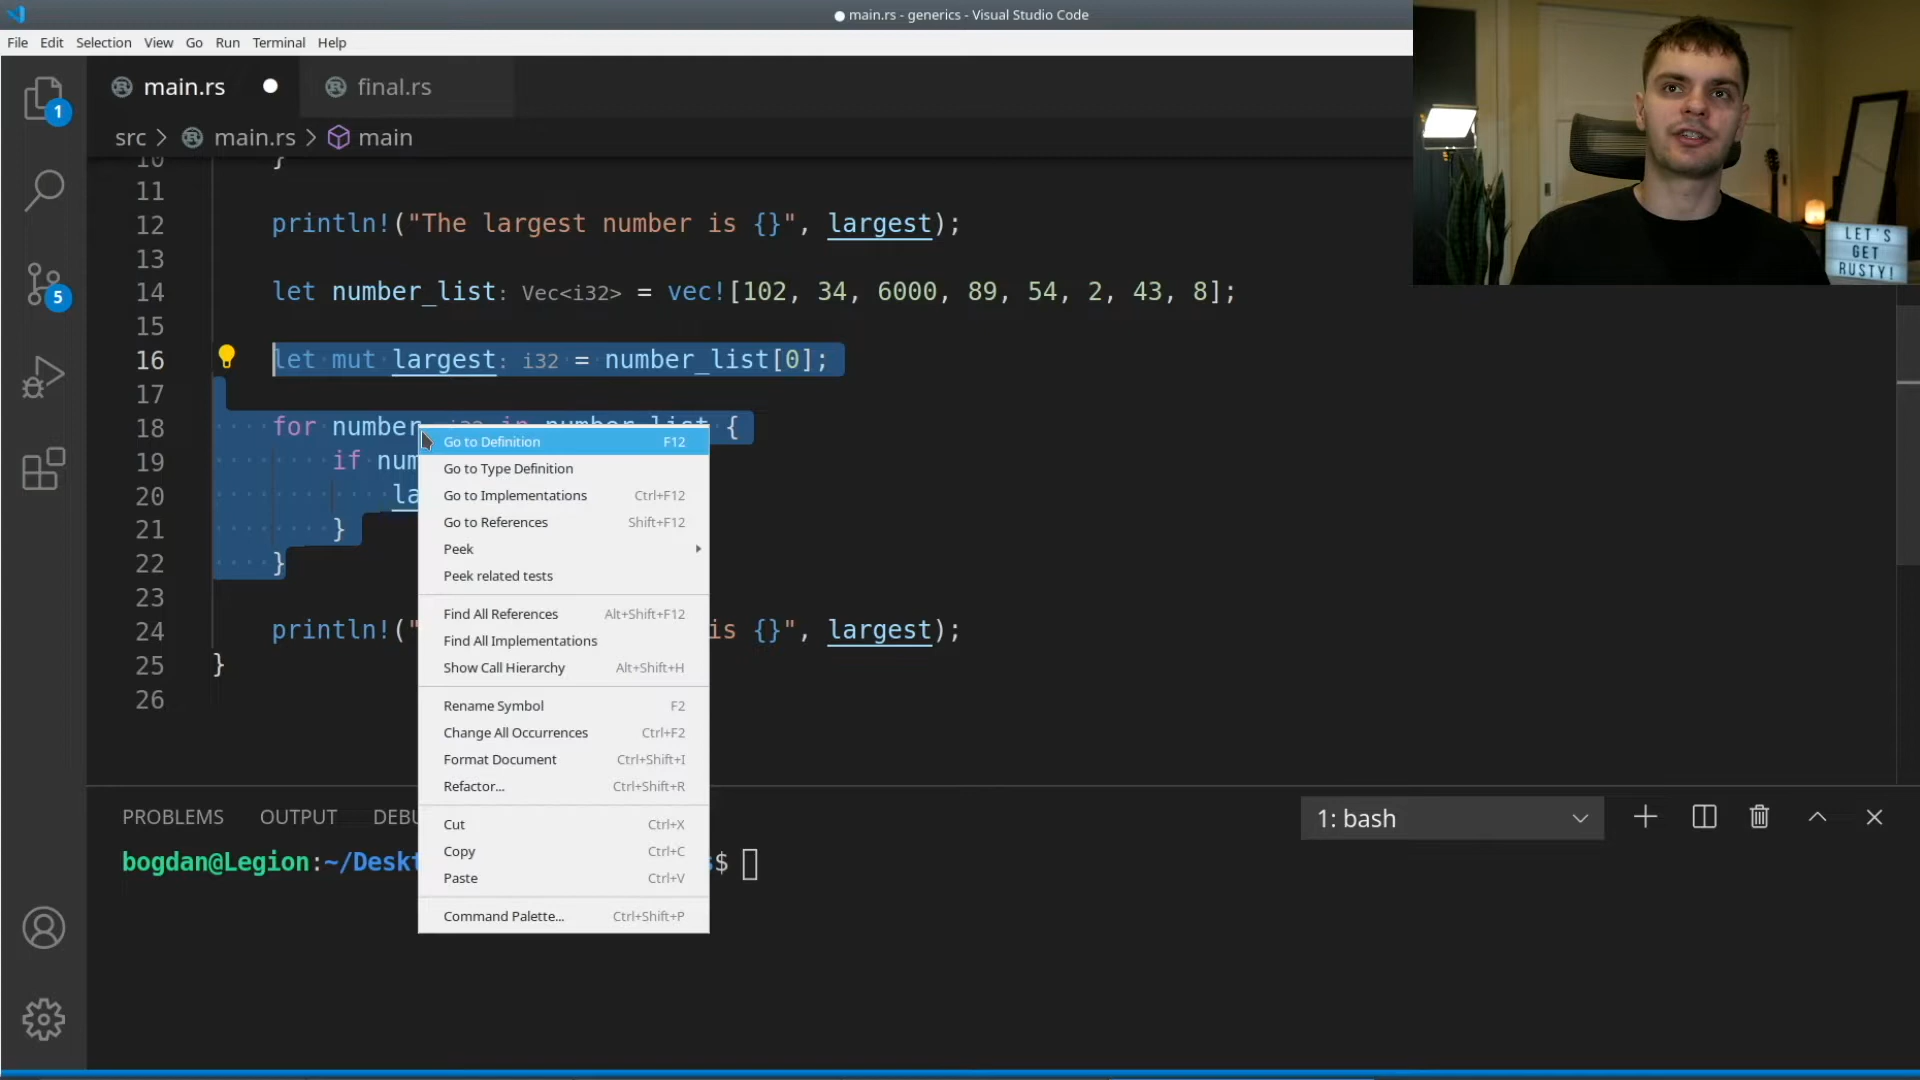 main.rs - generics - Visual Studio Code
File Edit Selection View Go Run Terminal Help
LET'S
GET
RUSTY!
1
5
main.rs
final.rs
src > main.rs > main
10 }
11
12 println!("The largest number is {}", largest);
13
14 let number_list: Vec<i32> = vec![102, 34, 6000, 89, 54, 2, 43, 8];
15
16 let mut largest: i32 = number_list[0];
17
18 for number: i32 in number_list {
19 if num
20 la
21 }
22 }
23
24 println!(" is {}", largest);
25 }
26
Go to Definition F12
Go to Type Definition
Go to Implementations Ctrl+F12
Go to References Shift+F12
Peek
Peek related tests
Find All References Alt+Shift+F12
Find All Implementations
Show Call Hierarchy Alt+Shift+H
Rename Symbol F2
Change All Occurrences Ctrl+F2
Format Document Ctrl+Shift+I
Refactor... Ctrl+Shift+R
Cut Ctrl+X
Copy Ctrl+C
Paste Ctrl+V
Command Palette... Ctrl+Shift+P
PROBLEMS OUTPUT DEBU
1: bash
bogdan@Legion:~/Deskt s$